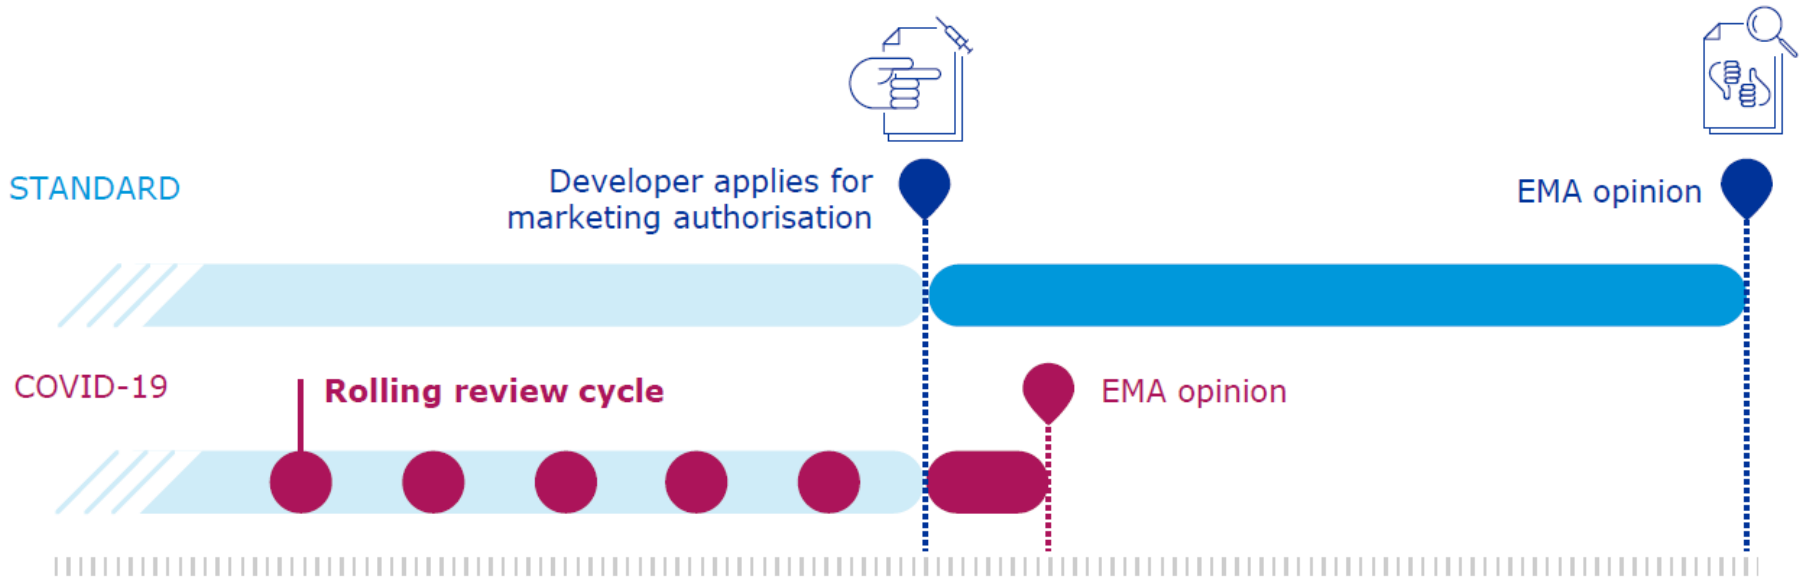 STANDARD
Developer applies for
marketing authorisation
EMA opinion
COVID-19
Rolling review cycle
EMA opinion